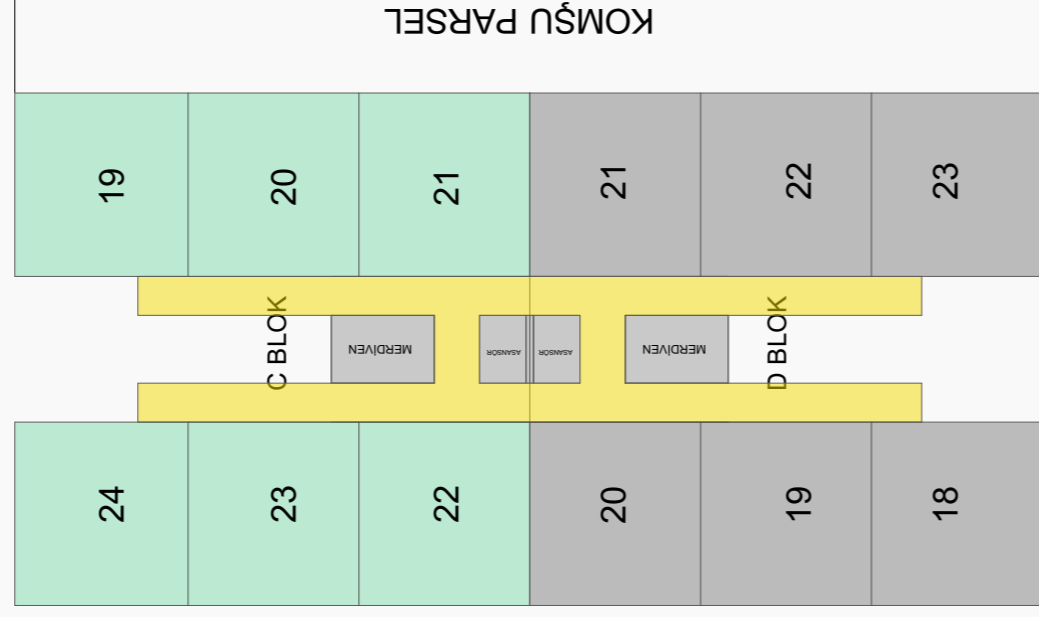 KOMŞU PARSEL
19
20
21
21
22
23
C BLOK
MERDİVEN
ASANSÖR
ASANSÖR
MERDİVEN
D BLOK
24
23
22
20
19
18